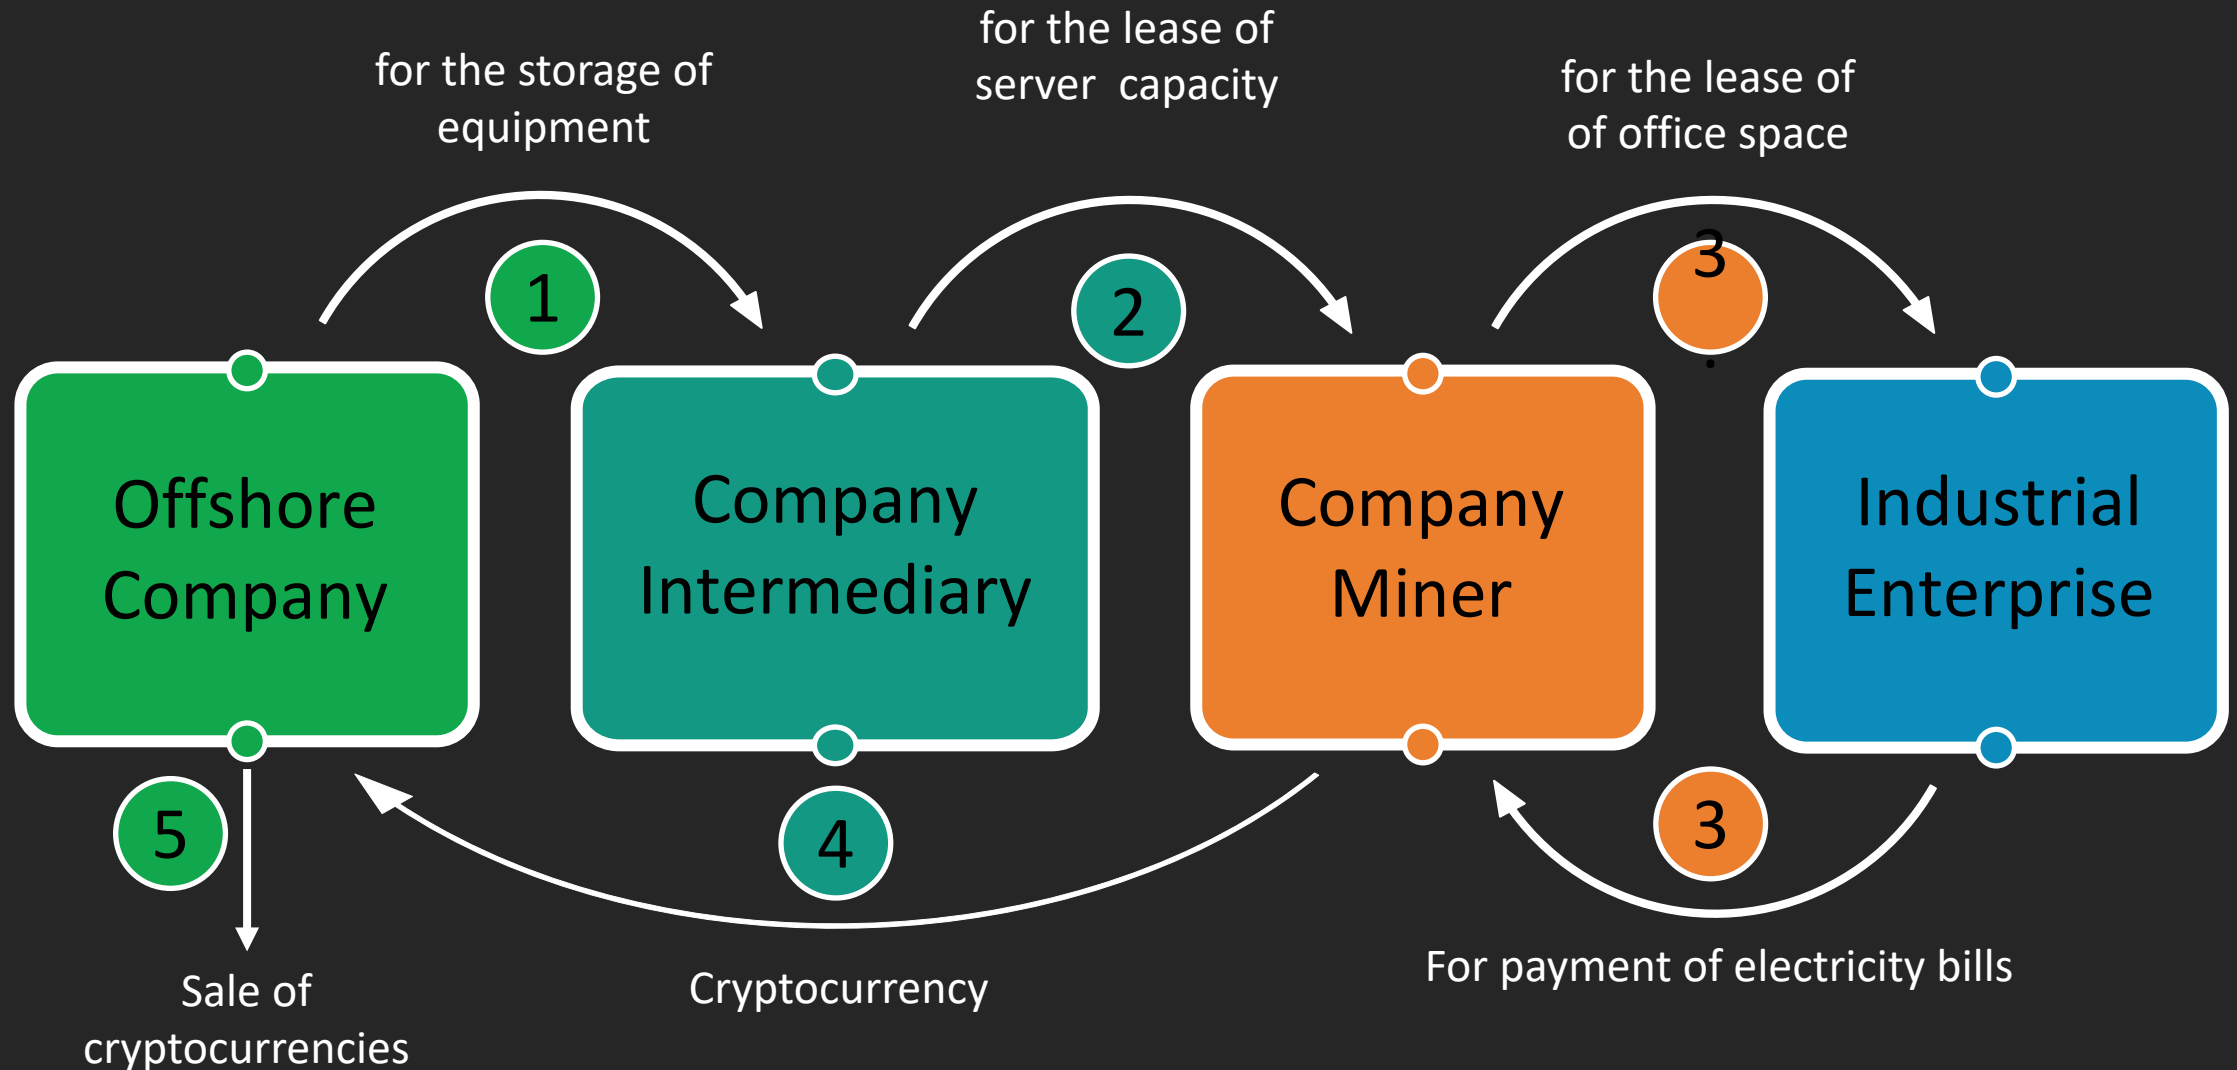 for the storage of
equipment
for the lease of
server  capacity
for the lease of
of office space
1
2
3
.
Offshore
Company
Company
Intermediary
Company
Miner
Industrial
Enterprise
5
4
3
Sale of
cryptocurrencies
Cryptocurrency
For payment of electricity bills